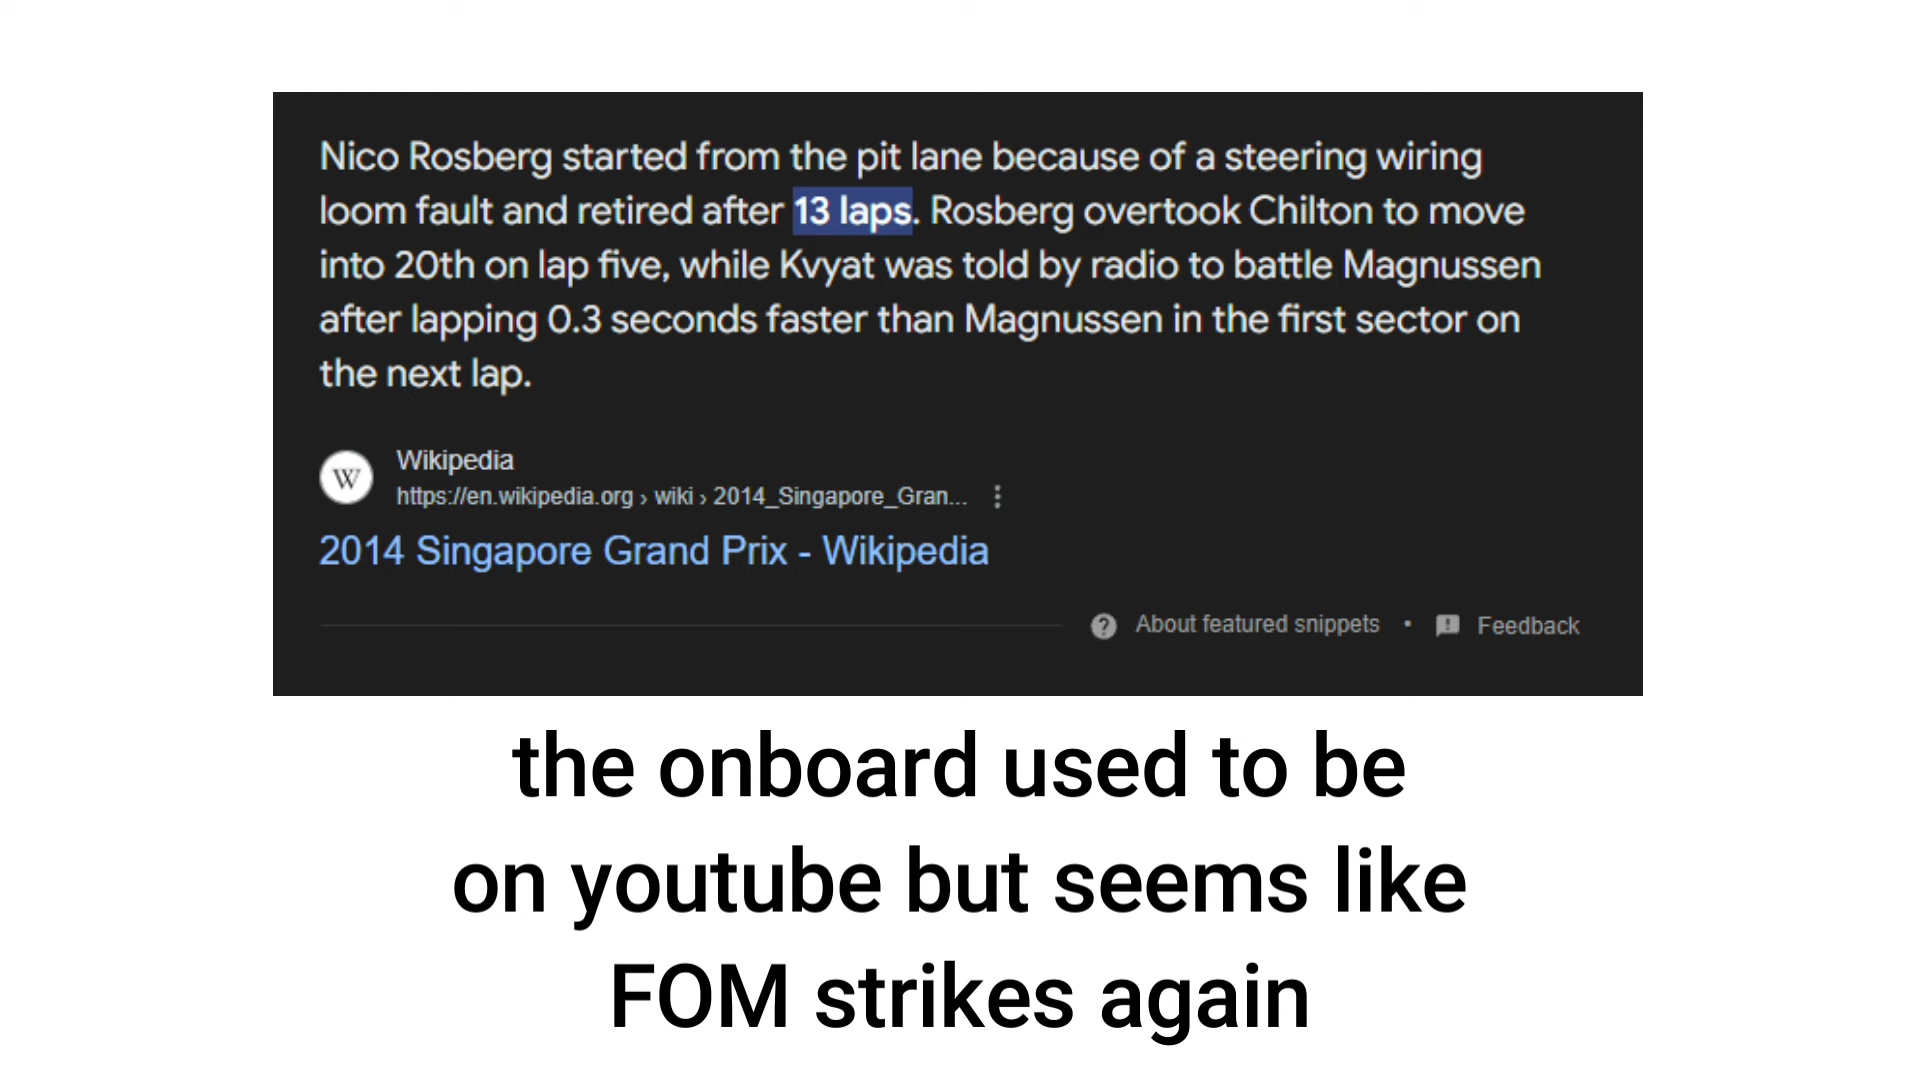 Nico Rosberg started from the pit lane because of a steering wiring
loom fault and retired after 13 laps. Rosberg overtook Chilton to move
into 20th on lap five, while Kvyat was told by radio to battle Magnussen
after lapping 0.3 seconds faster than Magnussen in the first sector on
the next lap.
W
Wikipedia
https://en.wikipedia.org › wiki › 2014_Singapore_Gran...
2014 Singapore Grand Prix - Wikipedia
About featured snippets • Feedback
the onboard used to be
on youtube but seems like
FOM strikes again